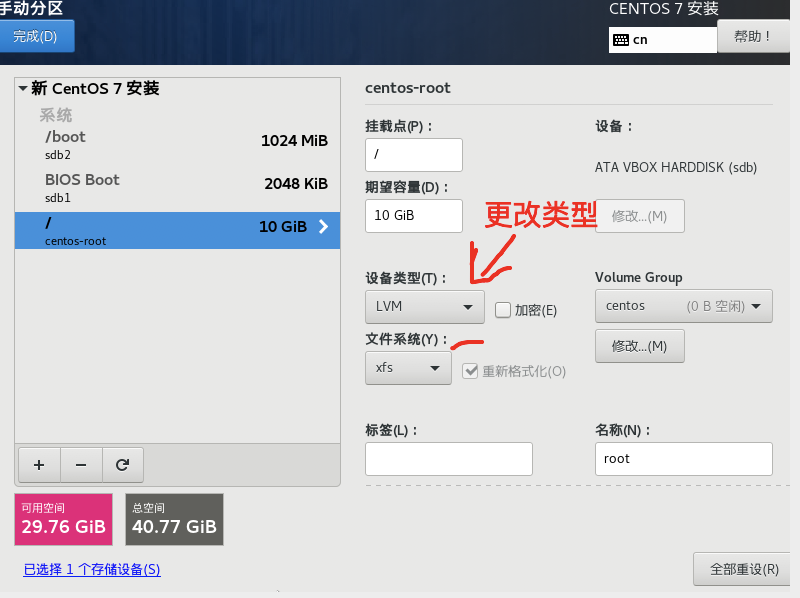 手动分区
CENTOS 7 安装
完成(D)
cn
帮助！
新 CentOS 7 安装
系统
/boot
1024 MiB
sdb2
BIOS Boot
2048 KiB
sdb1
/
10 GiB
centos-root
centos-root
挂载点(P)：
/
设备：
ATA VBOX HARDDISK (sdb)
期望容量(D)：
10 GiB
更改类型
修改...(M)
设备类型(T)：
LVM
加密(E)
Volume Group
centos (0 B 空闲)
修改...(M)
文件系统(Y)：
xfs
重新格式化(O)
标签(L)：
名称(N)：
root
可用空间
29.76 GiB
总空间
40.77 GiB
已选择 1 个存储设备(S)
全部重设(R)